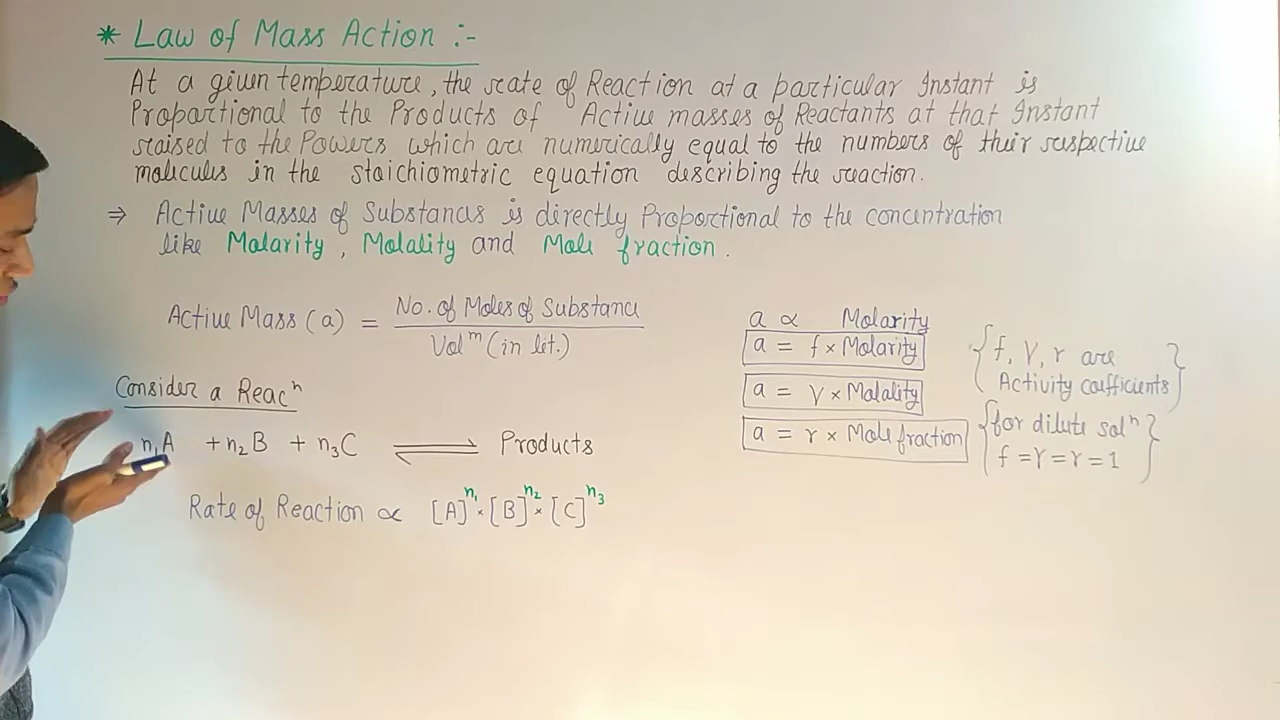 * Law of Mass Action :-
At a given temperature, the rate of Reaction at a particular Instant is
Propartional to the Products of Active masses of Reactants at that Instant
raised to the Powers which are numerically equal to the numbers of their respective
molecules in the stoichiometric equation describing the reaction.
⇒ Active Masses of Substances is directly Proportional to the concentration
like Molarity, Molality and Mole fraction.
Active Mass (a) = No. of Moles of Substance / Volᵐ (in lit.)
a ∝ Molarity
a = f × Molarity
a = γ × Molality
a = r × Mole fraction
{ f, γ, r are
Activity coefficients }
{ for dilute solⁿ
f = γ = r = 1 }
Consider a Reacⁿ
n₁A + n₂B + n₃C ⇌ Products
Rate of Reaction ∝ [A]ⁿ¹ × [B]ⁿ² × [C]ⁿ³